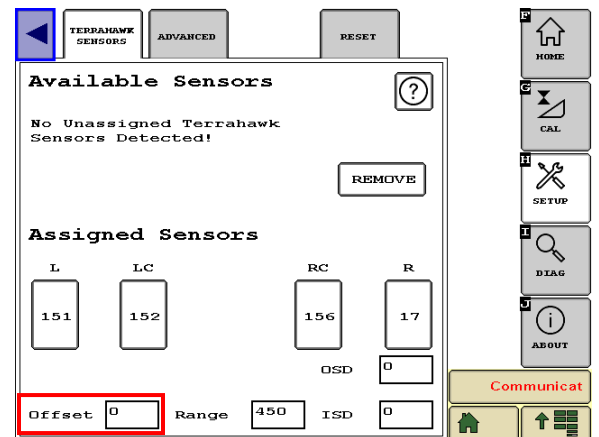 TERRAHAWK
SENSORS
ADVANCED
RESET
Available Sensors
?
No Unassigned Terrahawk
Sensors Detected!
REMOVE
Assigned Sensors
L LC RC R
151 152 156 17
OSD 0
Offset 0 Range 450 ISD 0
F
HOME
G
CAL
H
SETUP
I
DIAG
J
i
ABOUT
Communicat